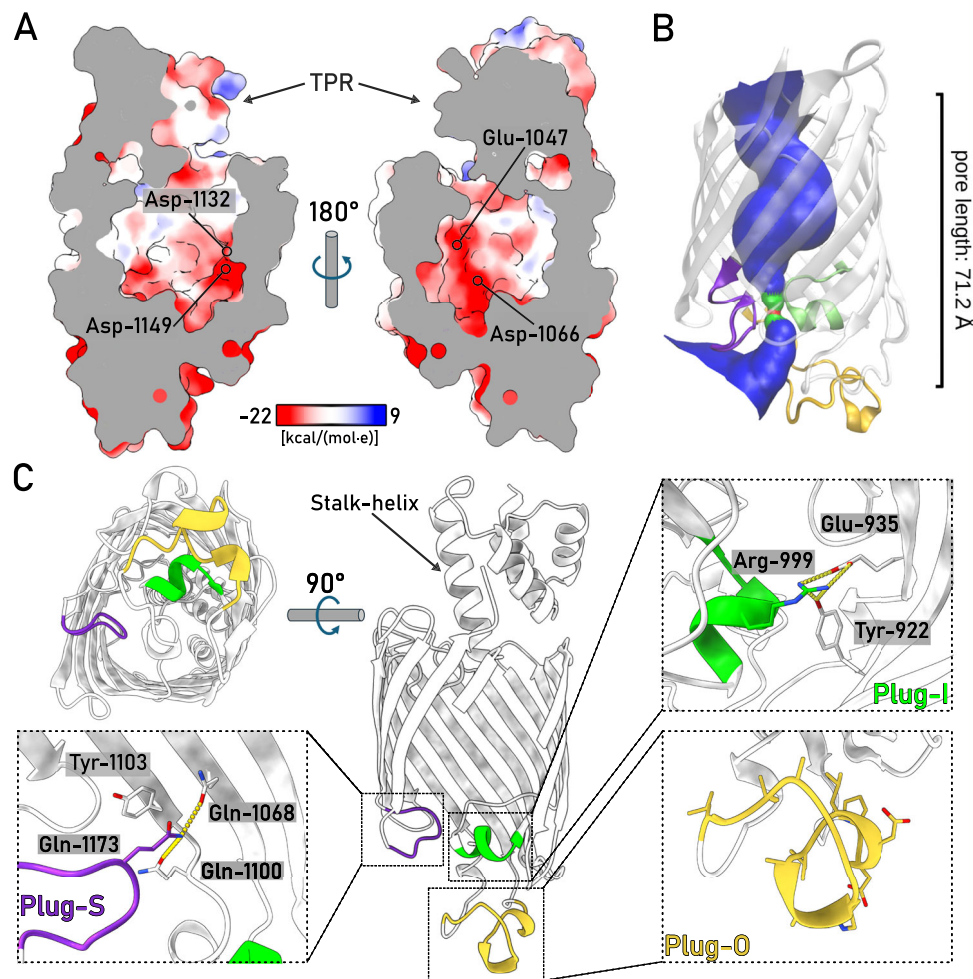 A
TPR
Glu-1047
Asp-1132
180°
Asp-1149
Asp-1066
-22
9
[kcal/(mol·e)]
B
pore length: 71.2 Å
C
Stalk-helix
90°
Glu-935
Arg-999
Tyr-922
Plug-I
Tyr-1103
Gln-1068
Gln-1173
Gln-1100
Plug-S
Plug-O